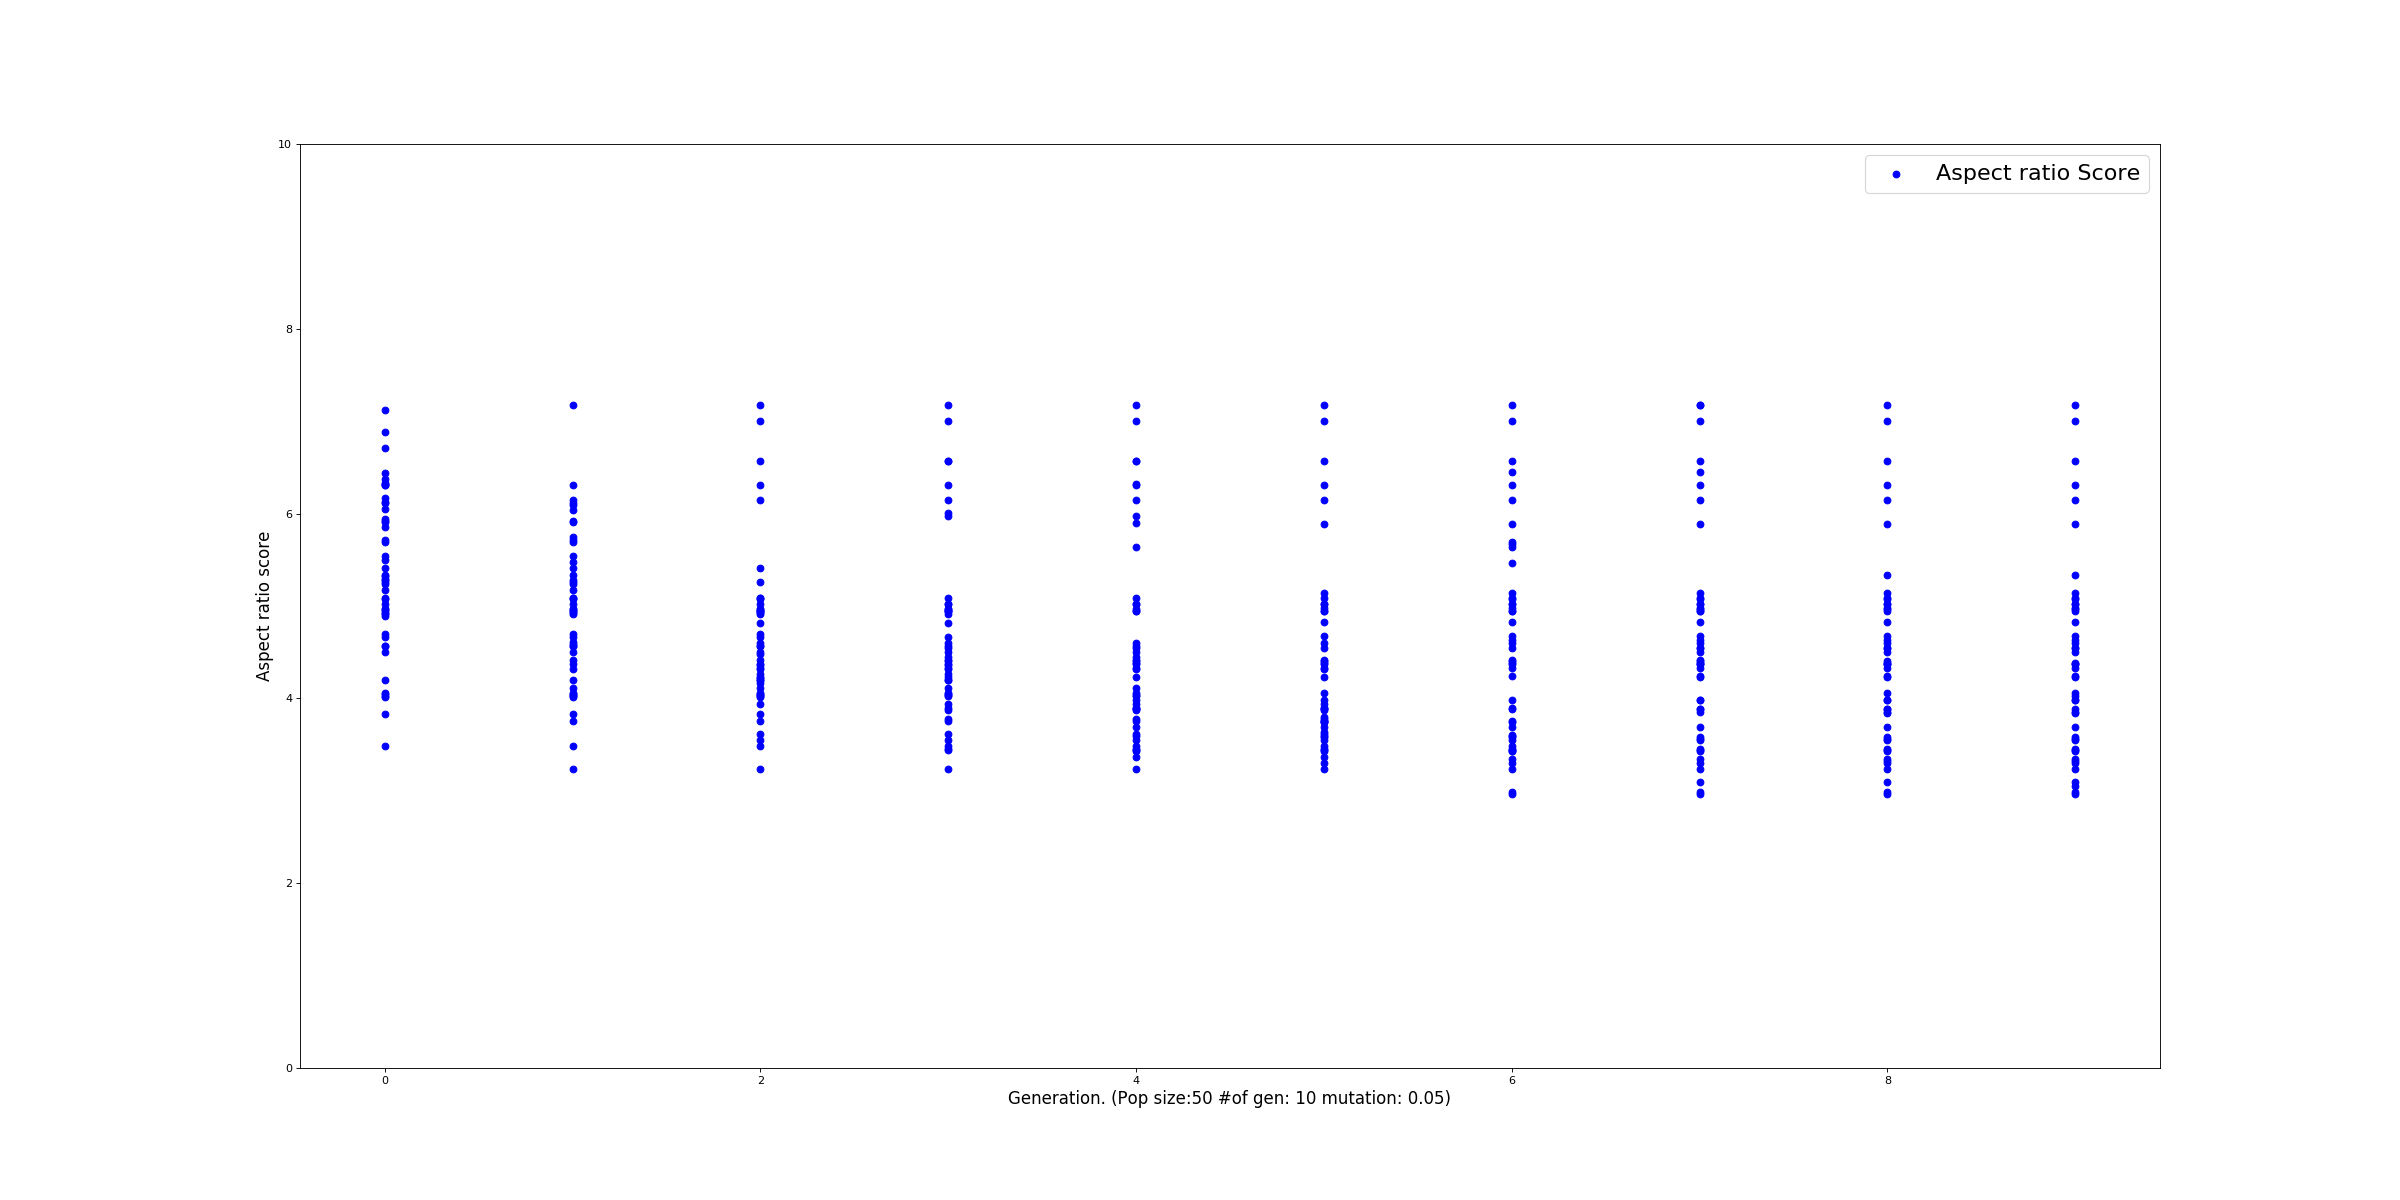 Aspect ratio Score
10
8
6
4
2
0
Aspect ratio score
0 2 4 6 8
Generation. (Pop size:50 #of gen: 10 mutation: 0.05)